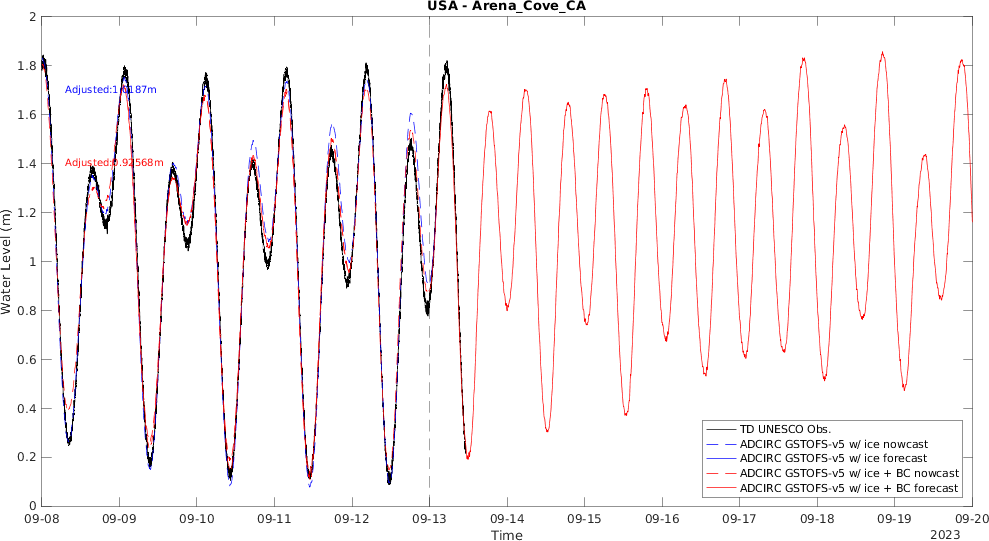 USA - Arena_Cove_CA
Water Level (m)
2
1.8
1.6
1.4
1.2
1
0.8
0.6
0.4
0.2
0
Adjusted:1.0187m
Adjusted:0.92568m
TD UNESCO Obs.
ADCIRC GSTOFS-v5 w/ ice nowcast
ADCIRC GSTOFS-v5 w/ ice forecast
ADCIRC GSTOFS-v5 w/ ice + BC nowcast
ADCIRC GSTOFS-v5 w/ ice + BC forecast
09-08 09-09 09-10 09-11 09-12 09-13 09-14 09-15 09-16 09-17 09-18 09-19 09-20
Time
2023